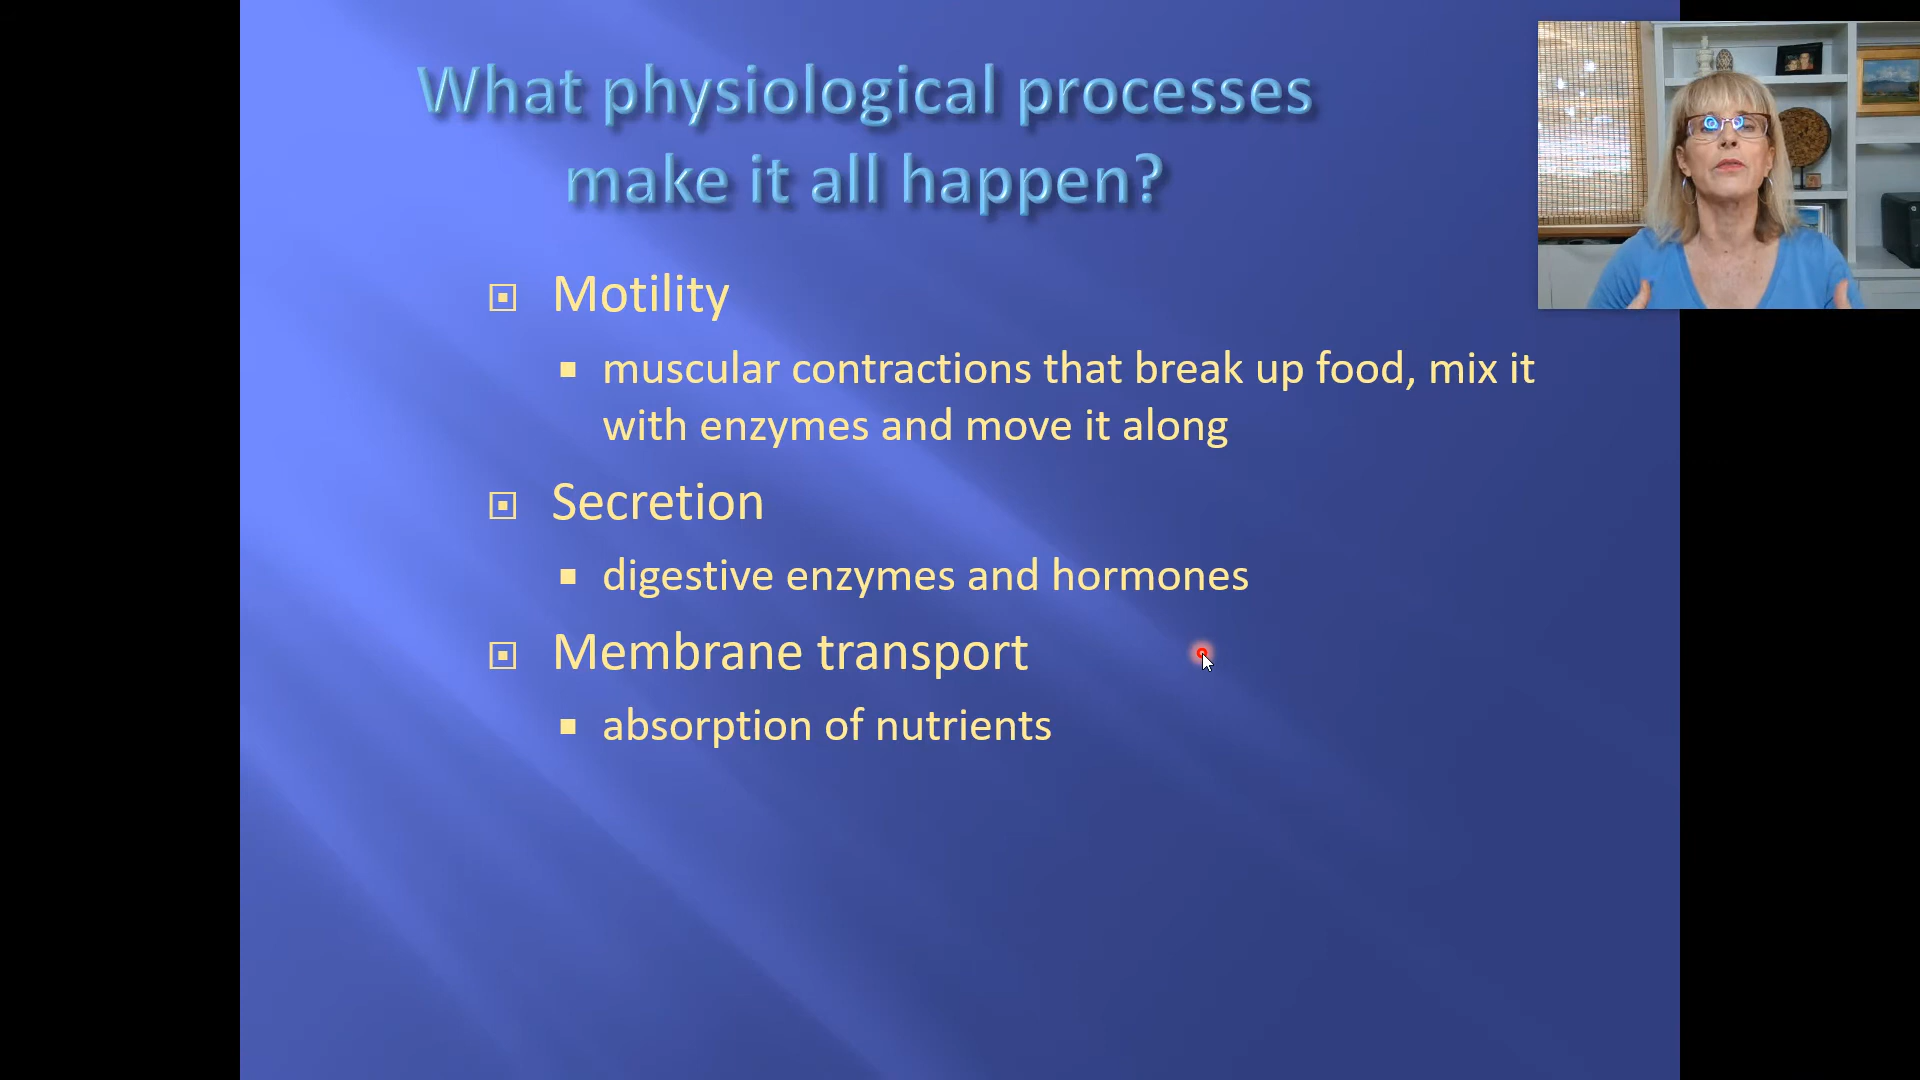 What physiological processes
make it all happen?
Motility
muscular contractions that break up food, mix it
with enzymes and move it along
Secretion
digestive enzymes and hormones
Membrane transport
absorption of nutrients